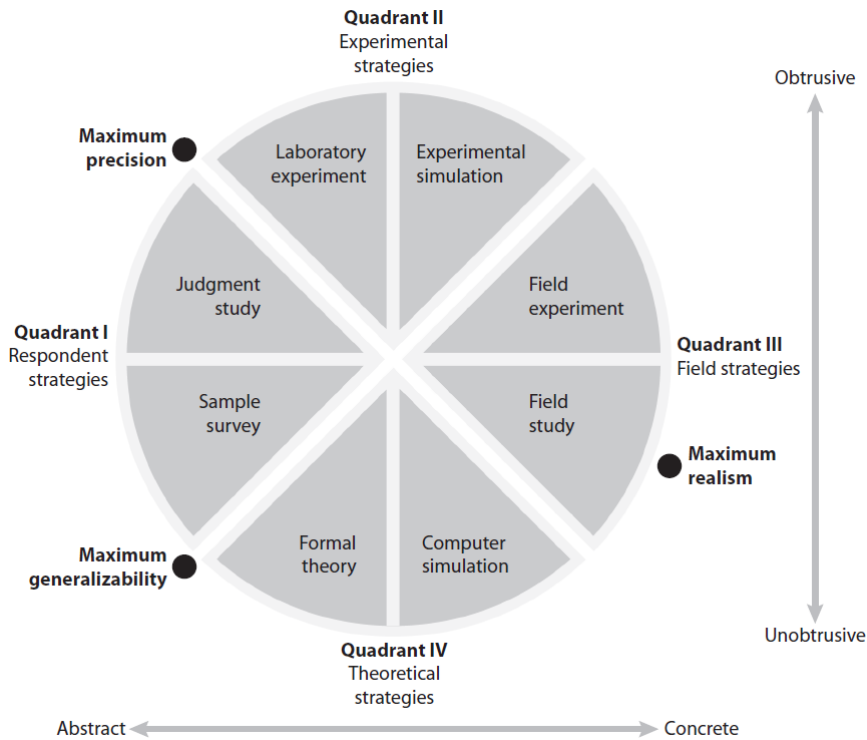 Quadrant II
Experimental
strategies
Obtrusive
Maximum
precision
Laboratory
experiment
Experimental
simulation
Judgment
study
Field
experiment
Quadrant I
Respondent
strategies
Quadrant III
Field strategies
Sample
survey
Field
study
Maximum
realism
Maximum
generalizability
Formal
theory
Computer
simulation
Unobtrusive
Quadrant IV
Theoretical
strategies
Abstract
Concrete